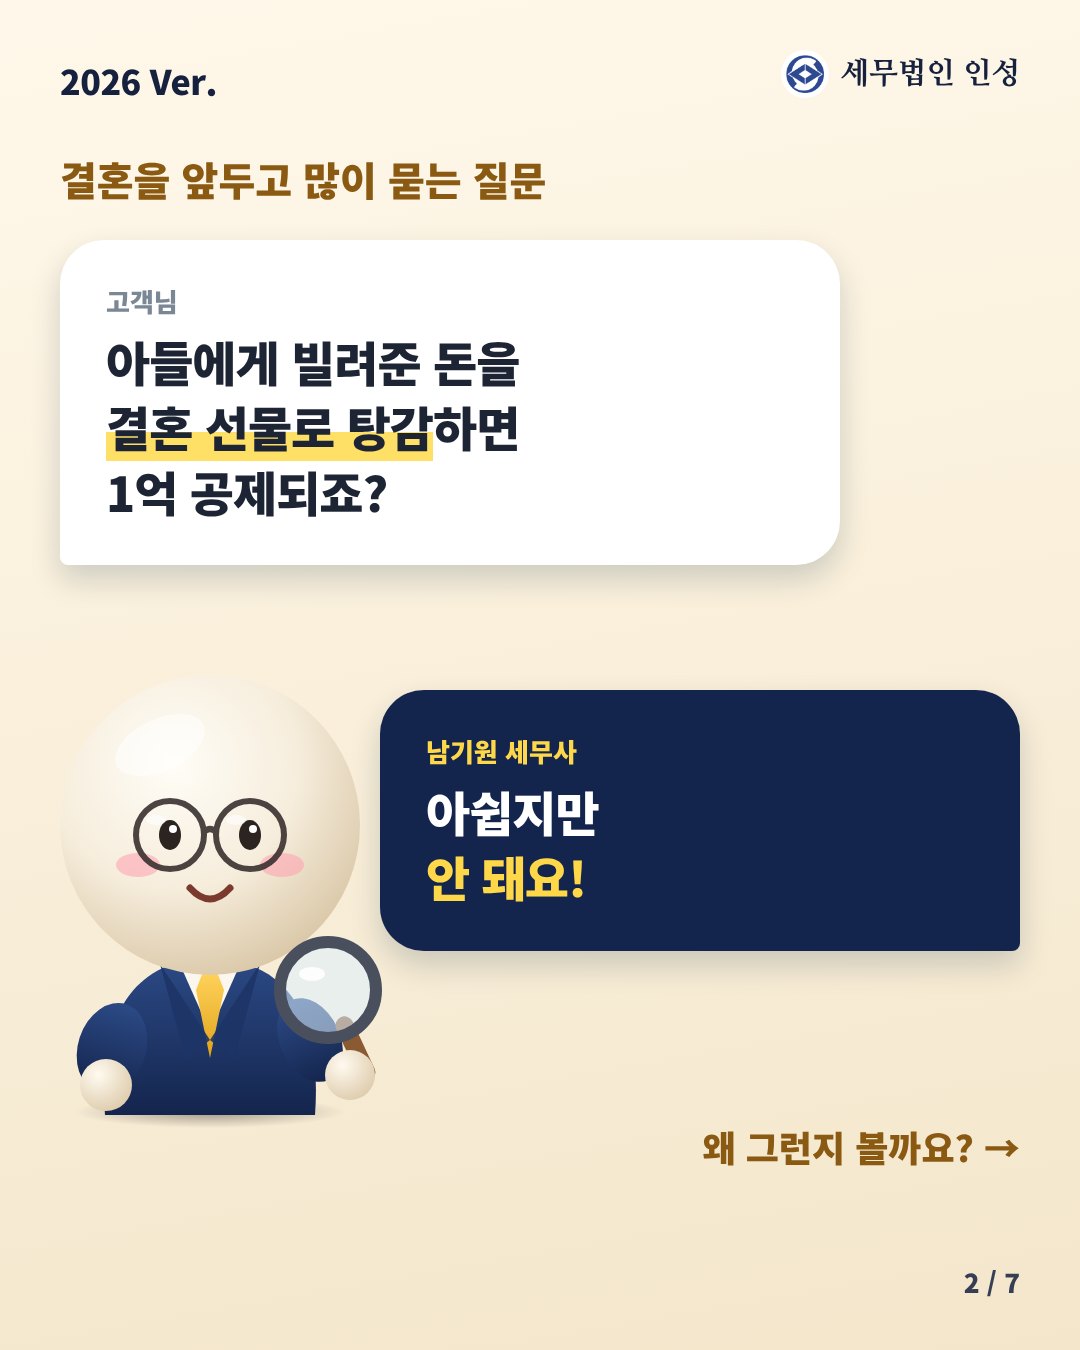 2026 Ver.
세무법인 인성
결혼을 앞두고 많이 묻는 질문
고객님
아들에게 빌려준 돈을
결혼 선물로 탕감하면
1억 공제되죠?
남기원 세무사
아쉽지만
안 돼요!
왜 그런지 볼까요? →
2 / 7